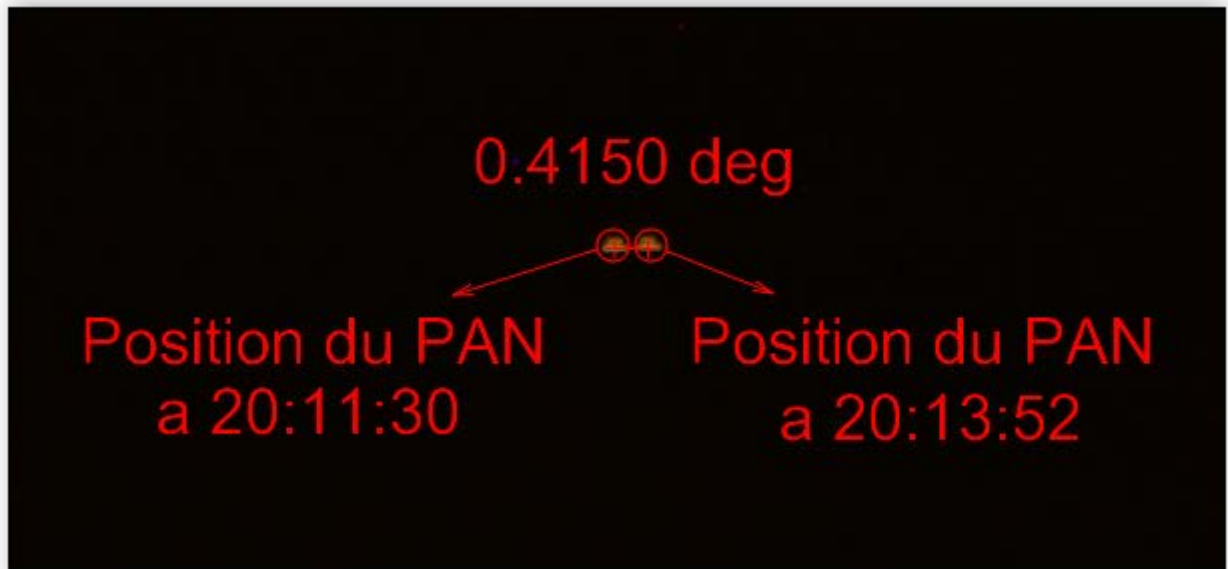 0.4150 deg
Position du PAN
a 20:11:30
Position du PAN
a 20:13:52